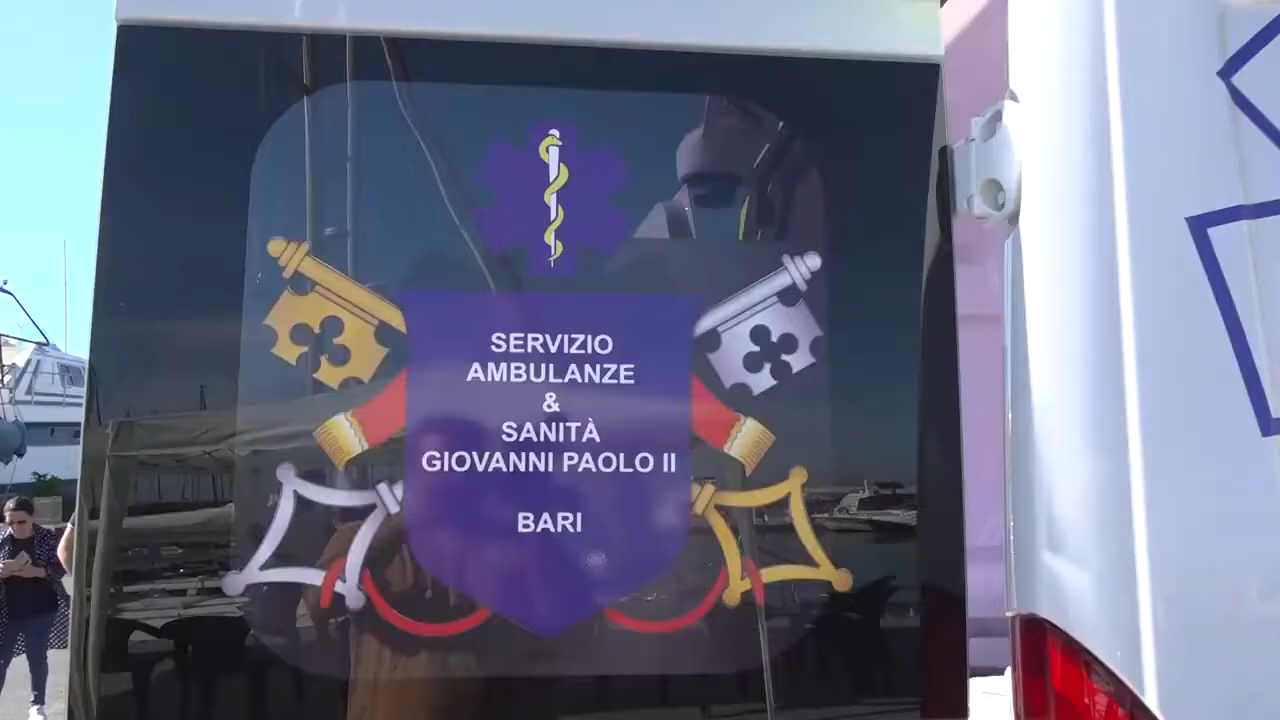 SERVIZIO
AMBULANZE
&
SANITÀ
GIOVANNI PAOLO II
BARI